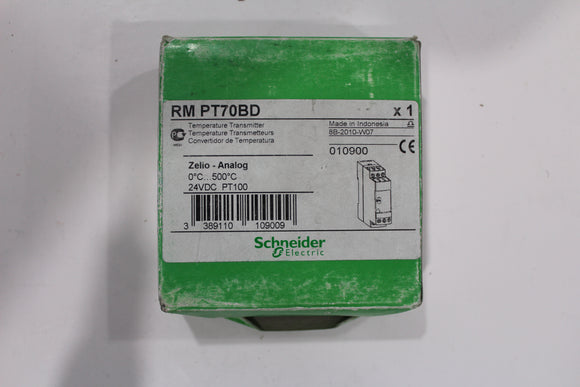 RM PT70BD x 1
Temperature Transmitter
Temperature Transmetteurs
Convertidor de Temperatura
Made in Indonesia
8B-2010-W07
010900
CE
Zelio - Analog
0°C... 500°C
24VDC PT100
3 389110 109009
Schneider
Electric